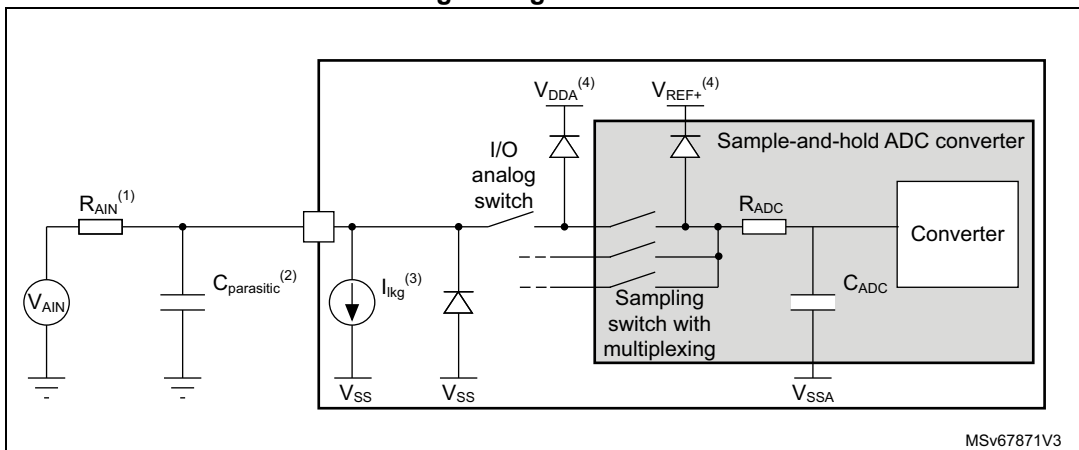 V_DDA^(4)
V_REF+^(4)
Sample-and-hold ADC converter
I/O
analog
switch
R_AIN^(1)
R_ADC
Converter
V_AIN
C_parasitic^(2)
I_lkg^(3)
C_ADC
Sampling
switch with
multiplexing
V_SS
V_SS
V_SSA
MSv67871V3